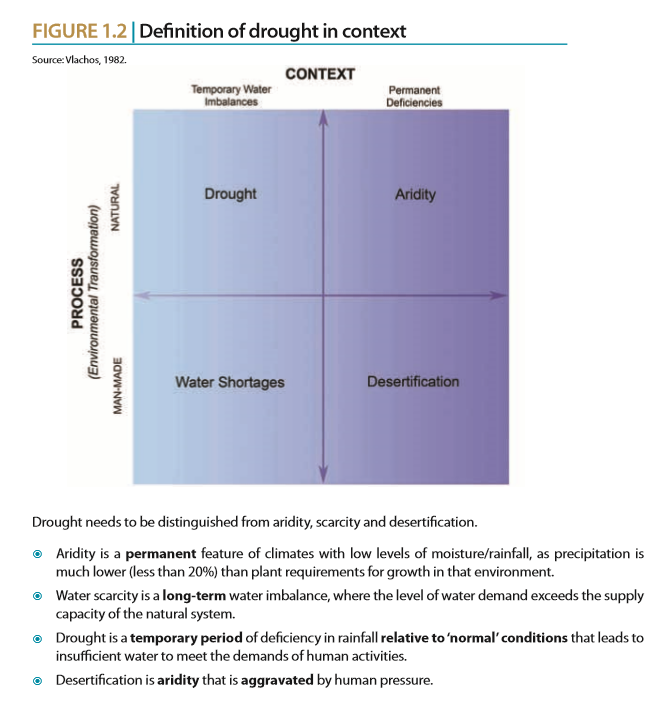 FIGURE 1.2 | Definition of drought in context
Source: Vlachos, 1982.
CONTEXT
Temporary Water
Imbalances
Permanent
Deficiencies
PROCESS
(Environmental Transformation)
NATURAL
MAN-MADE
Drought
Aridity
Water Shortages
Desertification
Drought needs to be distinguished from aridity, scarcity and desertification.
Aridity is a permanent feature of climates with low levels of moisture/rainfall, as precipitation is
much lower (less than 20%) than plant requirements for growth in that environment.
Water scarcity is a long-term water imbalance, where the level of water demand exceeds the supply
capacity of the natural system.
Drought is a temporary period of deficiency in rainfall relative to 'normal' conditions that leads to
insufficient water to meet the demands of human activities.
Desertification is aridity that is aggravated by human pressure.